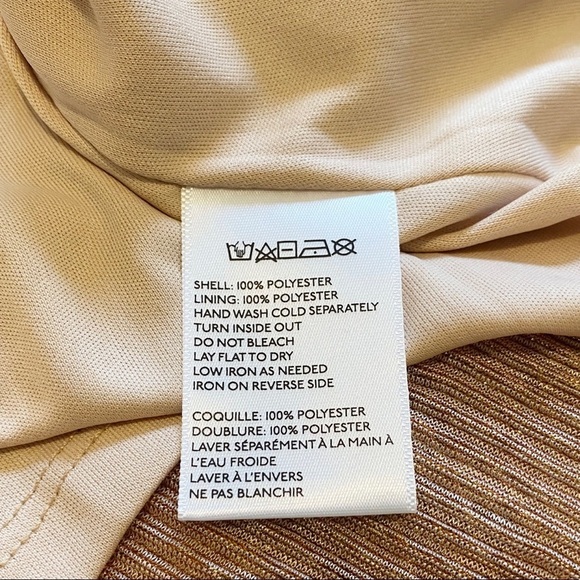 SHELL: 100% POLYESTER
LINING: 100% POLYESTER
HAND WASH COLD SEPARATELY
TURN INSIDE OUT
DO NOT BLEACH
LAY FLAT TO DRY
LOW IRON AS NEEDED
IRON ON REVERSE SIDE
COQUILLE: 100% POLYESTER
DOUBLURE: 100% POLYESTER
LAVER SÉPARÉMENT À LA MAIN À
L'EAU FROIDE
LAVER À L'ENVERS
NE PAS BLANCHIR